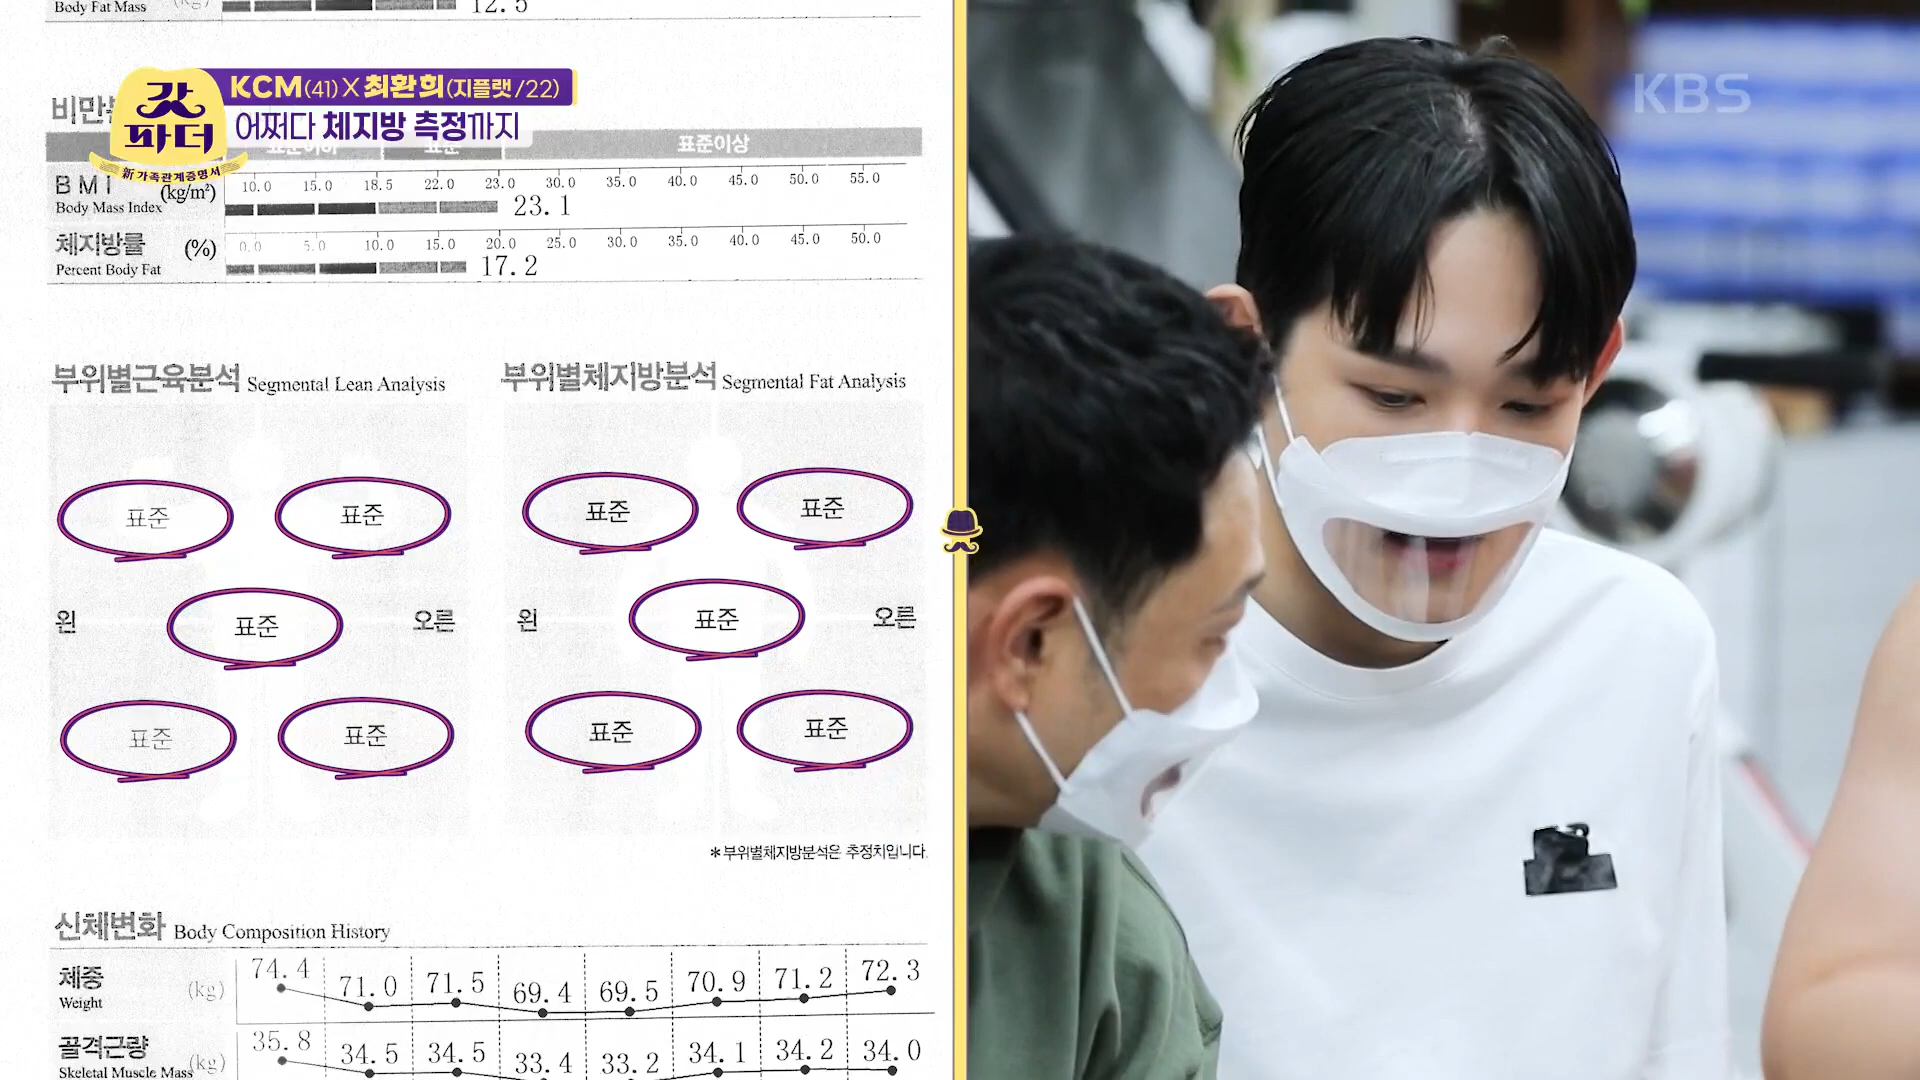 Body Fat Mass (kg) 12.5
갓파더
新 가족관계증명서
KCM(41) X 최환희(지플랫/22)
어쩌다 체지방 측정까지
KBS
비만
표준이하 표준 표준이상
BMI (kg/m²) 10.0 15.0 18.5 22.0 23.0 30.0 35.0 40.0 45.0 50.0 55.0
Body Mass Index 23.1
체지방률 (%) 0.0 5.0 10.0 15.0 20.0 25.0 30.0 35.0 40.0 45.0 50.0
Percent Body Fat 17.2
부위별근육분석 Segmental Lean Analysis
표준 표준
왼 표준 오른
표준 표준
부위별체지방분석 Segmental Fat Analysis
표준 표준
왼 표준 오른
표준 표준
*부위별체지방분석은 추정치입니다.
신체변화 Body Composition History
체중 (kg) 74.4 71.0 71.5 69.4 69.5 70.9 71.2 72.3
Weight
골격근량 (kg) 35.8 34.5 34.5 33.4 33.2 34.1 34.2 34.0
Skeletal Muscle Mass